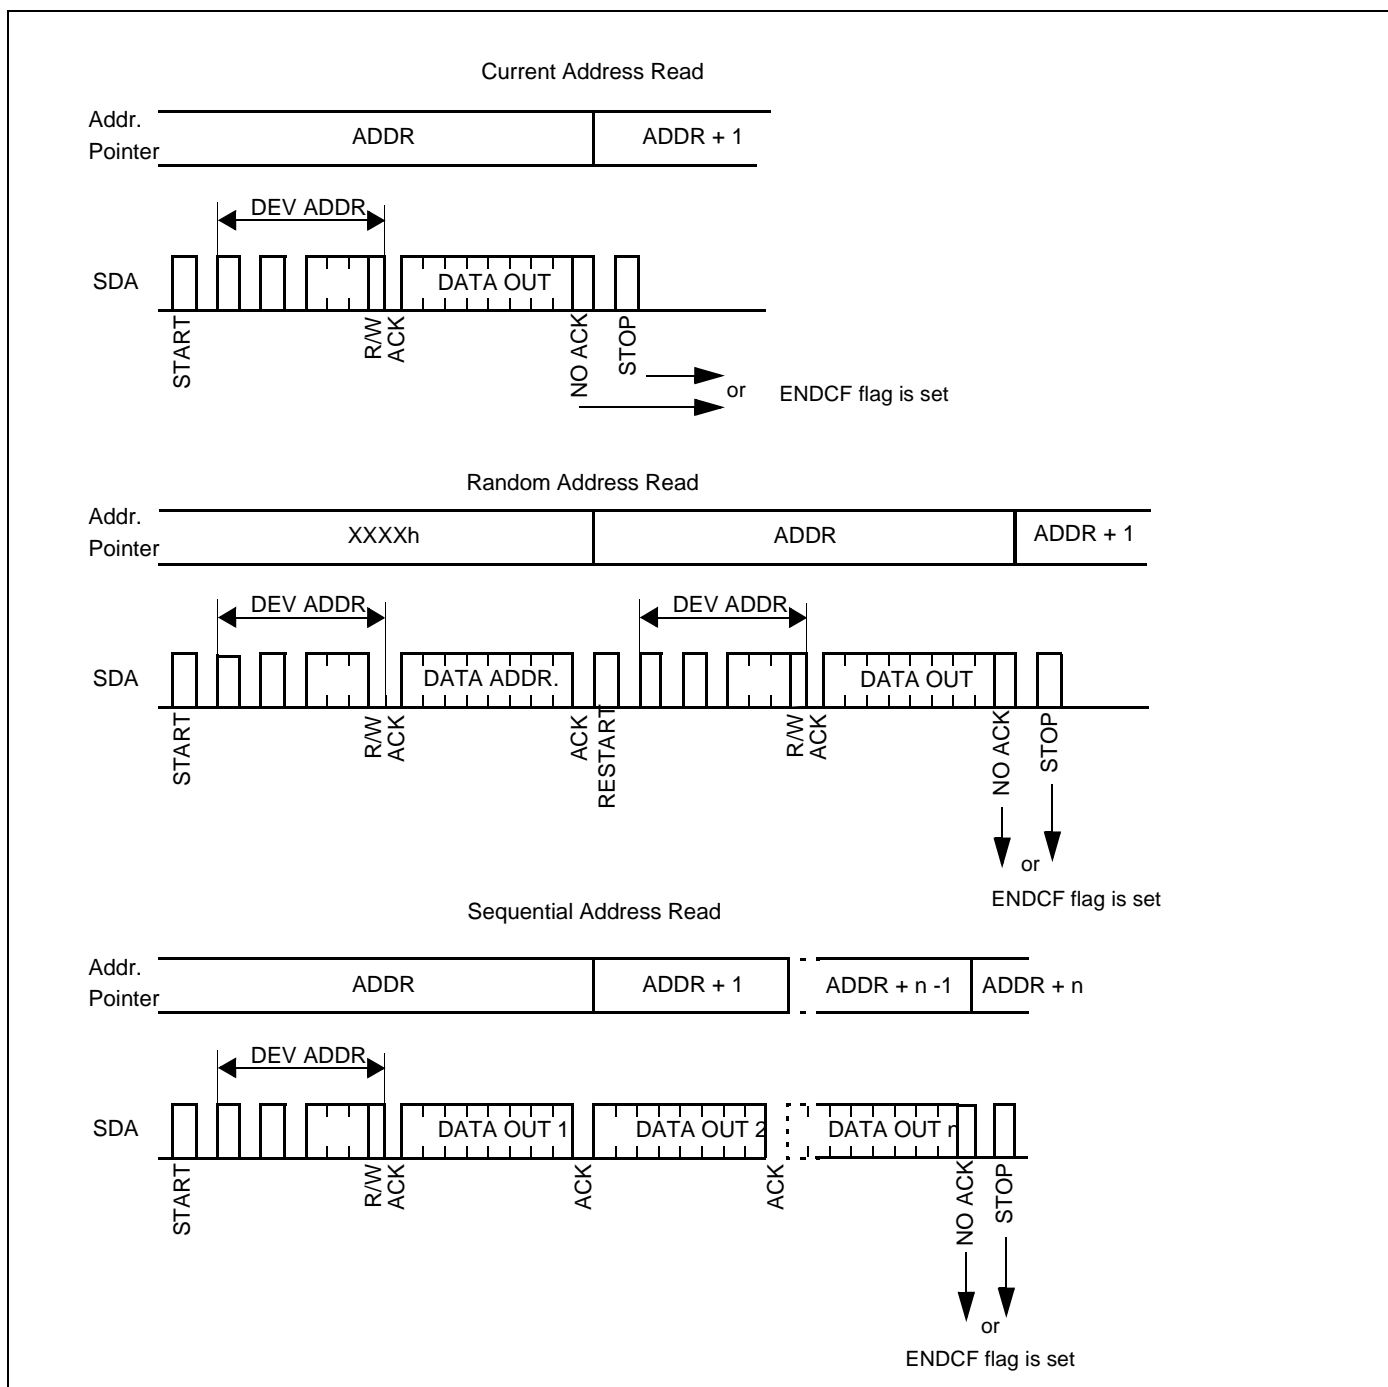 Current Address Read
Addr.
Pointer
ADDR
ADDR + 1
DEV ADDR
SDA
DATA OUT
START
R/W
ACK
NO ACK
STOP
or
ENDCF flag is set
Random Address Read
Addr.
Pointer
XXXXh
ADDR
ADDR + 1
DEV ADDR
DEV ADDR
SDA
DATA ADDR.
DATA OUT
START
R/W
ACK
ACK
RESTART
R/W
ACK
NO ACK
STOP
or
ENDCF flag is set
Sequential Address Read
Addr.
Pointer
ADDR
ADDR + 1
ADDR + n -1
ADDR + n
DEV ADDR
SDA
DATA OUT 1
DATA OUT 2
DATA OUT n
START
R/W
ACK
ACK
ACK
NO ACK
STOP
or
ENDCF flag is set